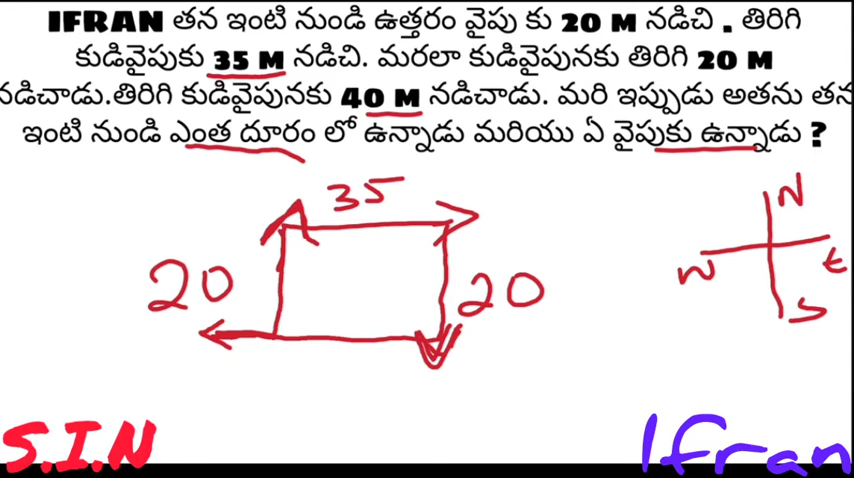 IFRAN తన ఇంటి నుండి ఉత్తరం వైపు కు 20 M నడిచి . తిరిగి
కుడివైపుకు 35 M నడిచి. మరలా కుడివైపునకు తిరిగి 20 M
నడిచాడు.తిరిగి కుడివైపునకు 40 M నడిచాడు. మరి ఇప్పుడు అతను తన
ఇంటి నుండి ఎంత దూరం లో ఉన్నాడు మరియు ఏ వైపుకు ఉన్నాడు ?
35
N
20
20
W
E
S
S.I.N
Ifran